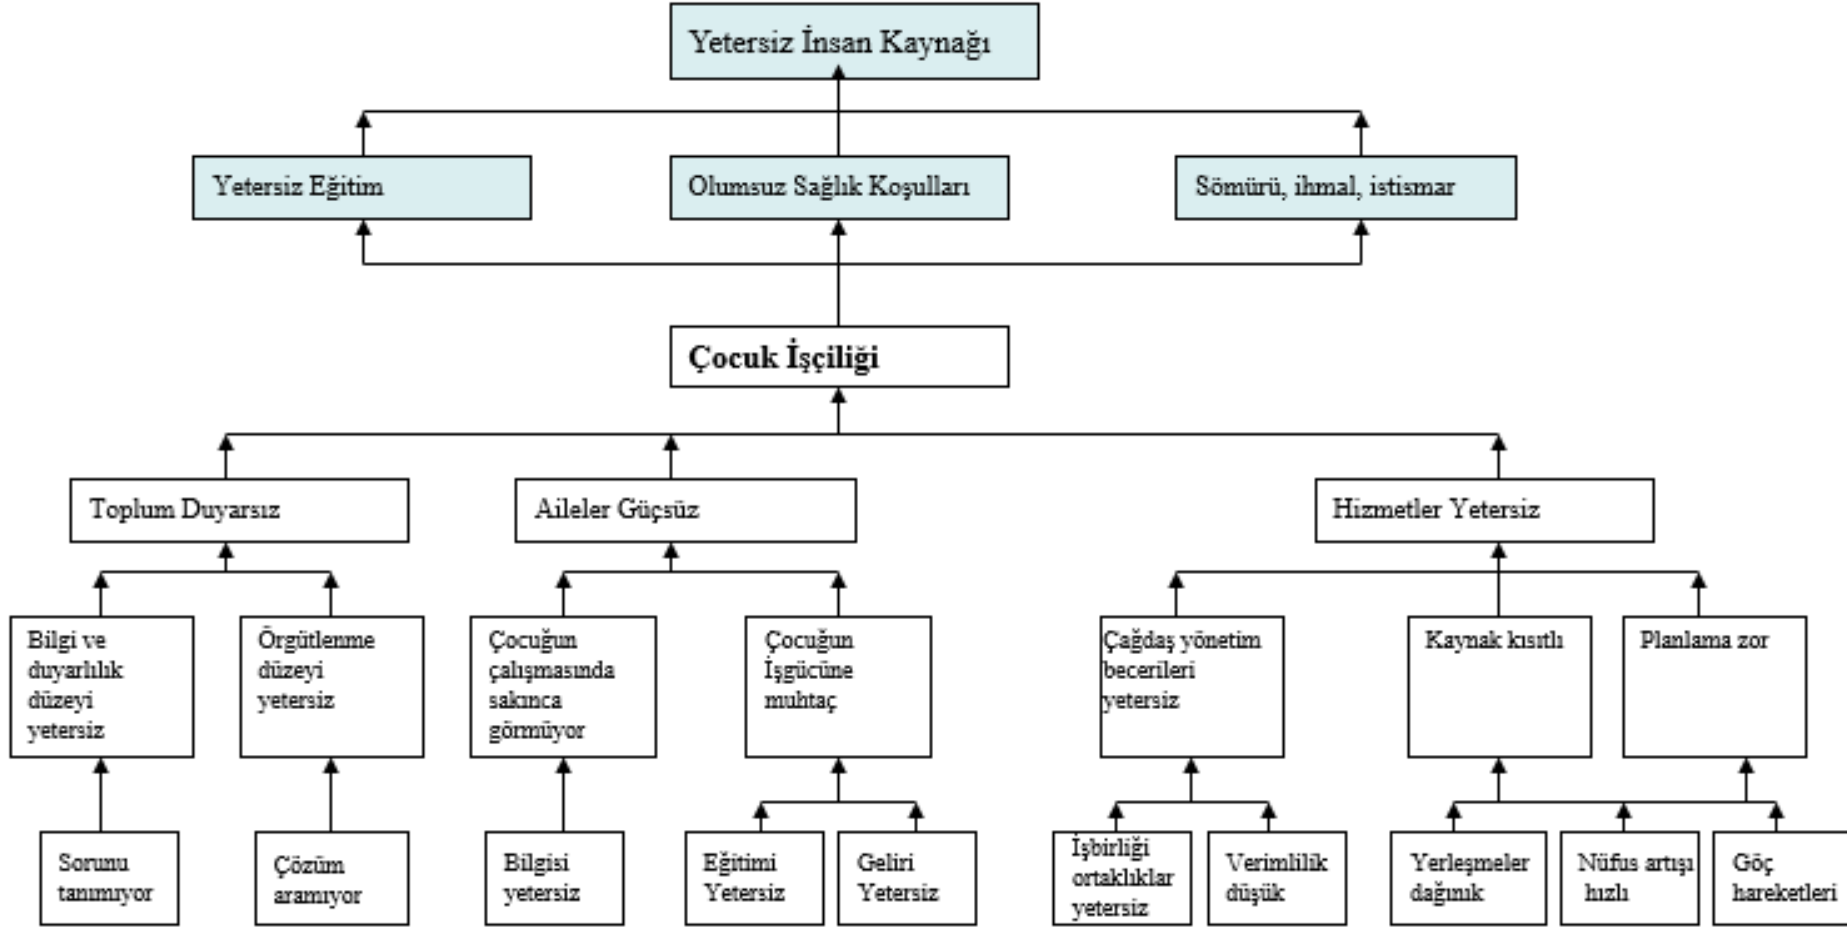 Yetersiz İnsan Kaynağı
Yetersiz Eğitim
Olumsuz Sağlık Koşulları
Sömürü, ihmal, istismar
Çocuk İşçiliği
Toplum Duyarsız
Aileler Güçsüz
Hizmetler Yetersiz
Bilgi ve
duyarlılık
düzeyi
yetersiz
Örgütlenme
düzeyi
yetersiz
Çocuğun
çalışmasında
sakınca
görmüyor
Çocuğun
İşgücüne
muhtaç
Çağdaş yönetim
becerileri
yetersiz
Kaynak kısıtlı
Planlama zor
Sorunu
tanımıyor
Çözüm
aramıyor
Bilgisi
yetersiz
Eğitimi
Yetersiz
Geliri
Yetersiz
İşbirliği
ortaklıklar
yetersiz
Verimlilik
düşük
Yerleşmeler
dağınık
Nüfus artışı
hızlı
Göç
hareketleri